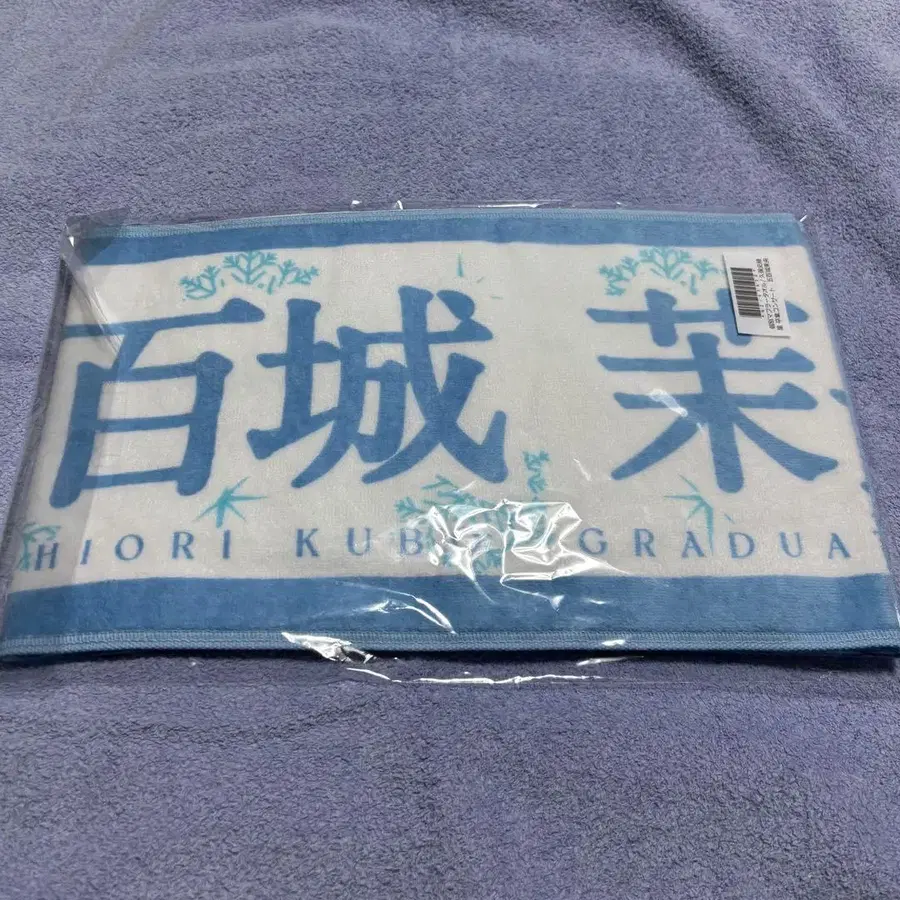 百城 茉
HIORI KUB GRADUA